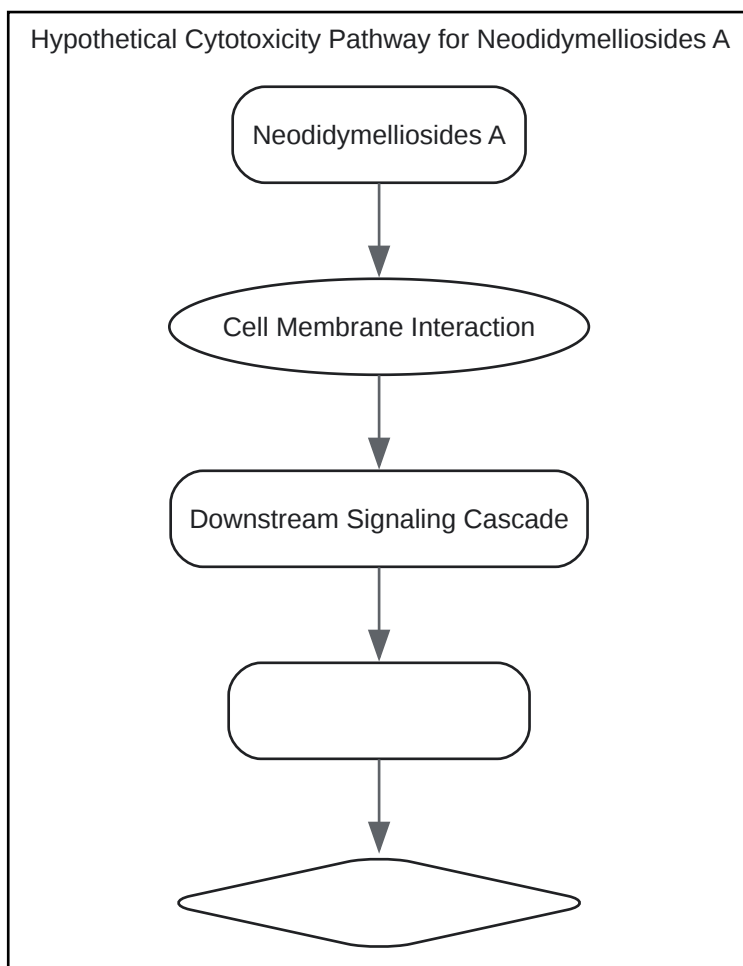 Hypothetical Cytotoxicity Pathway for Neodidymelliosides A
Neodidymelliosides A
Cell Membrane Interaction
Downstream Signaling Cascade